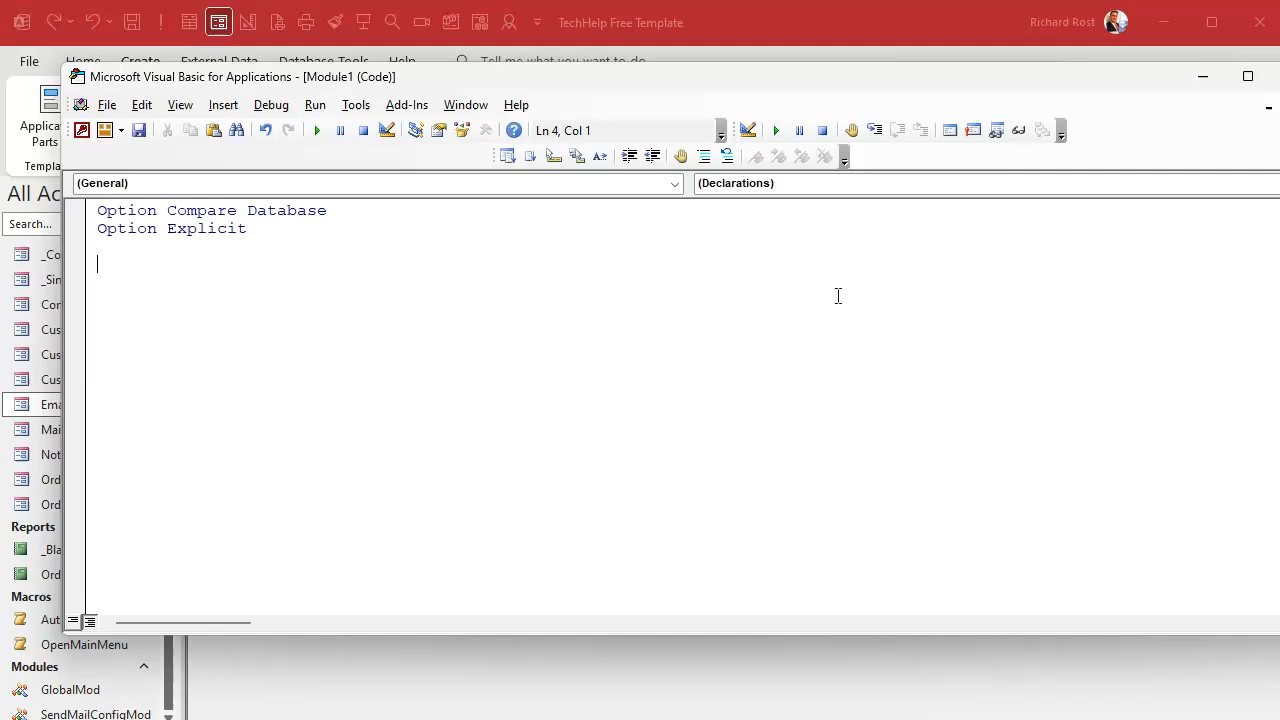 TechHelp Free Template
Richard Rost
File
Home
Create
External Data
Database Tools
Help
Tell me what you want to do
Microsoft Visual Basic for Applications - [Module1 (Code)]
File Edit View Insert Debug Run Tools Add-Ins Window Help
Ln 4, Col 1
Parts
All
Search...
(General)
(Declarations)
Option Compare Database
Option Explicit
Reports
Macros
OpenMainMenu
Modules
GlobalMod
SendMailConfigMod